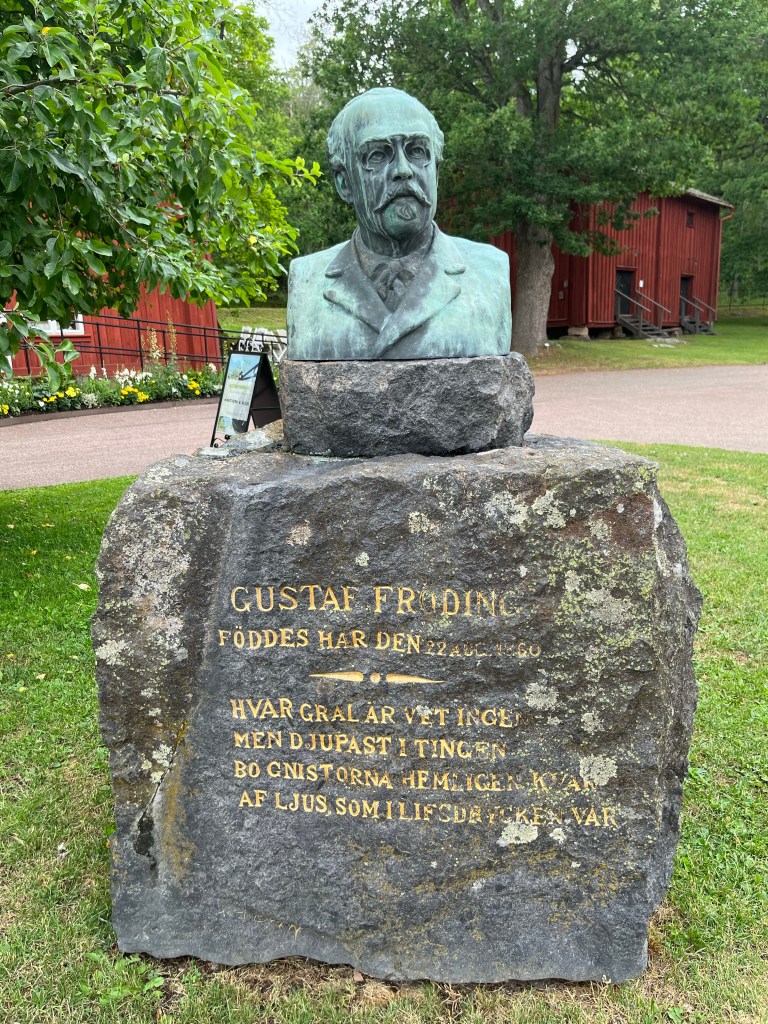 GUSTAF FRÖDING
FÖDDES HÄR DEN 22 AUG. 1860
HVAR GRAL ÄR VET INGEN
MEN DJUPAST I TINGEN
BO GNISTORNA HEMLIGEN KVAR
AF LJUS, SOM I LIFSDRYCKEN VAR